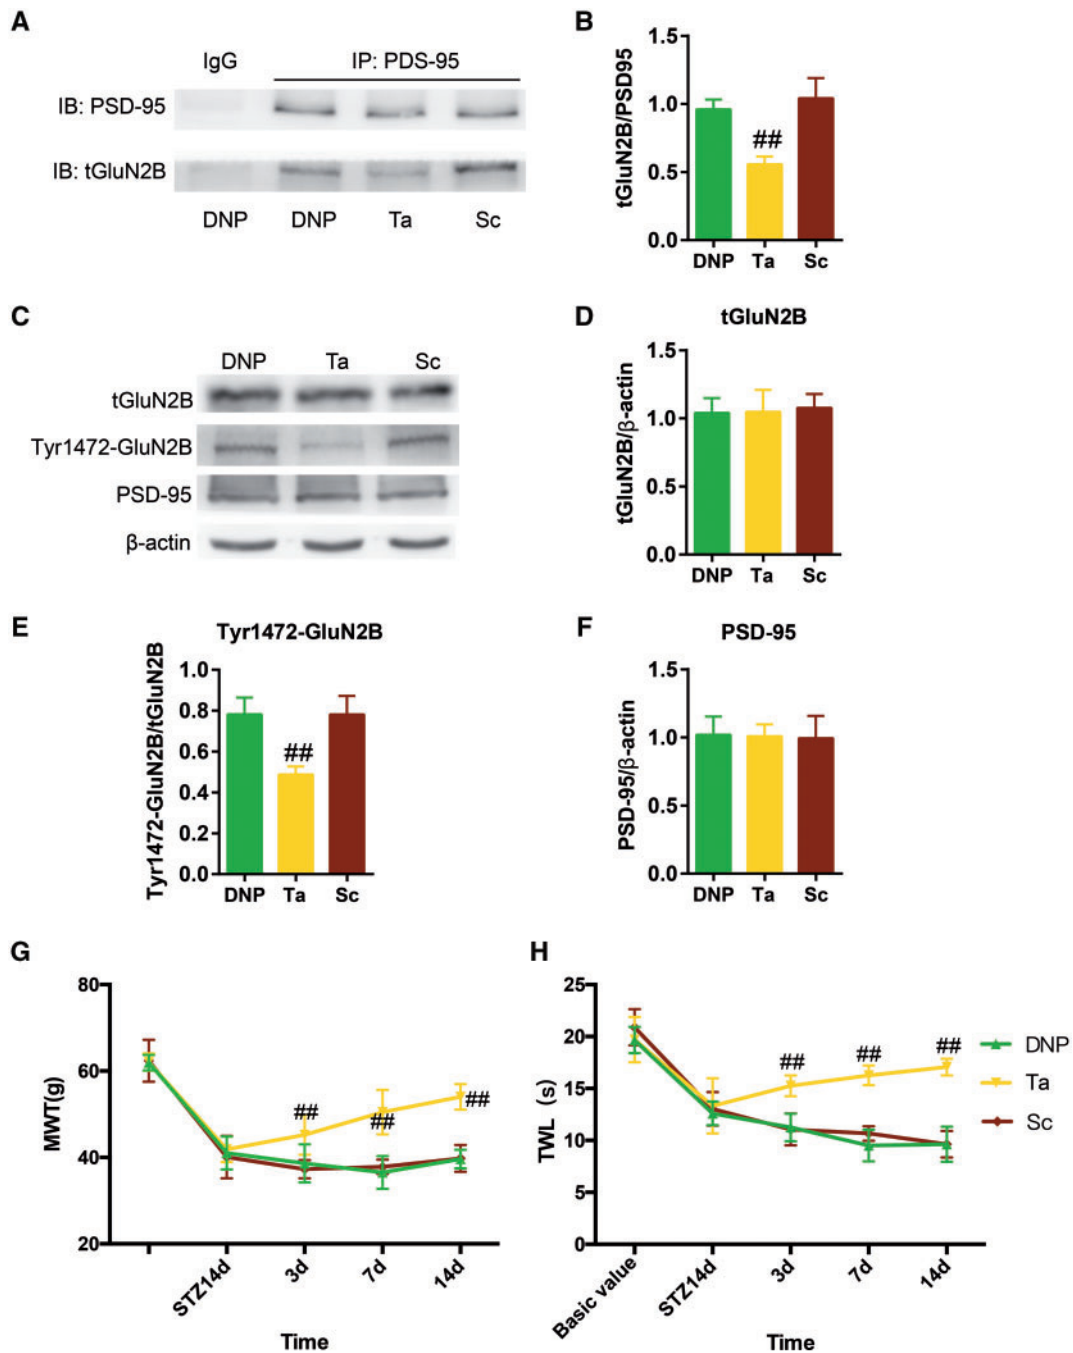 A
IgG
IP: PDS-95
IB: PSD-95
IB: tGluN2B
DNP
DNP
Ta
Sc
B
tGluN2B/PSD95
1.5
1.0
0.5
0.0
##
DNP
Ta
Sc
C
DNP
Ta
Sc
tGluN2B
Tyr1472-GluN2B
PSD-95
β-actin
D
tGluN2B
tGluN2B/β-actin
1.5
1.0
0.5
0.0
DNP
Ta
Sc
E
Tyr1472-GluN2B
Tyr1472-GluN2B/tGluN2B
1.0
0.8
0.6
0.4
0.2
0.0
##
DNP
Ta
Sc
F
PSD-95
PSD-95/β-actin
1.5
1.0
0.5
0.0
DNP
Ta
Sc
G
MWT(g)
80
60
40
20
##
##
##
STZ14d
3d
7d
14d
Time
H
TWL (s)
25
20
15
10
5
0
##
##
##
Basic value
STZ14d
3d
7d
14d
Time
DNP
Ta
Sc